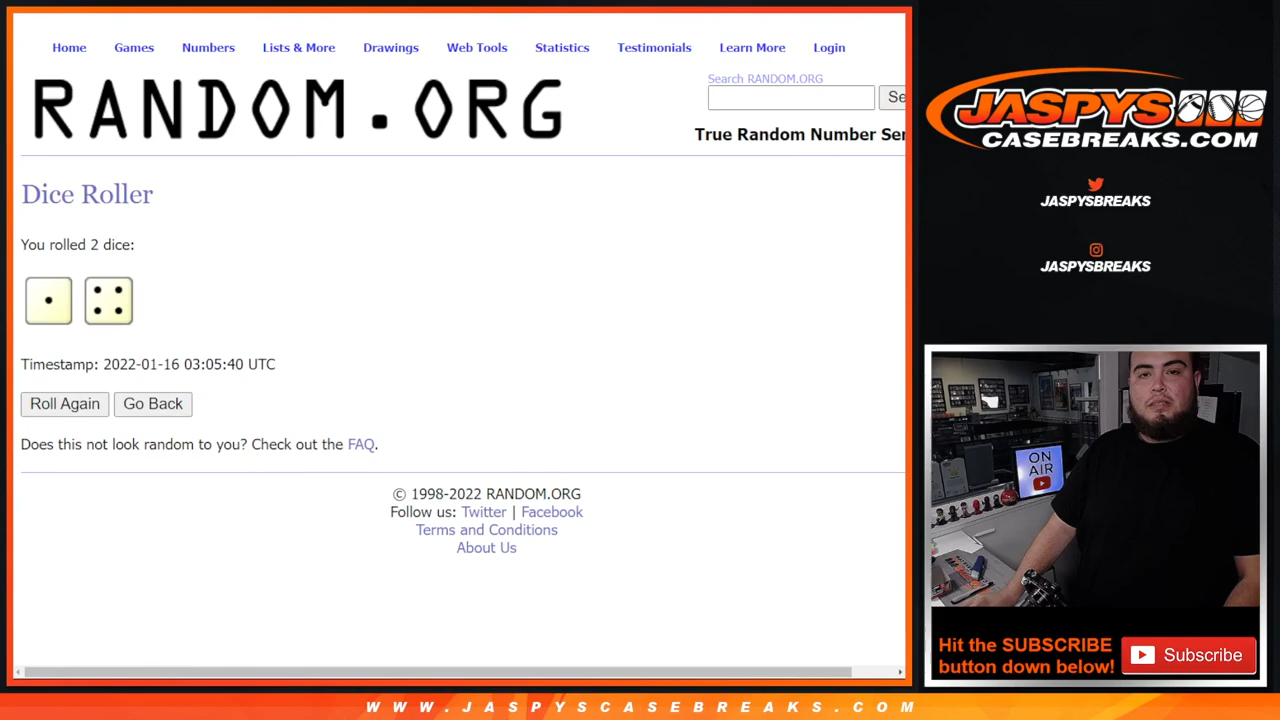 Home Games Numbers Lists & More Drawings Web Tools Statistics Testimonials Learn More Login
RANDOM.ORG
Search RANDOM.ORG
Se
True Random Number Ser
Dice Roller
You rolled 2 dice:
Timestamp: 2022-01-16 03:05:40 UTC
Roll Again Go Back
Does this not look random to you? Check out the FAQ.
© 1998-2022 RANDOM.ORG
Follow us: Twitter | Facebook
Terms and Conditions
About Us
JASPYS
CASEBREAKS.COM
JASPYSBREAKS
JASPYSBREAKS
ON
AIR
Hit the SUBSCRIBE
button down below!
Subscribe
WWW.JASPYSCASEBREAKS.COM